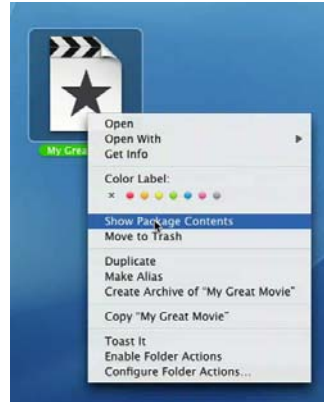 My Grea
Open
Open With
Get Info
Color Label:
×
Show Package Contents
Move to Trash
Duplicate
Make Alias
Create Archive of “My Great Movie”
Copy “My Great Movie”
Toast It
Enable Folder Actions
Configure Folder Actions...